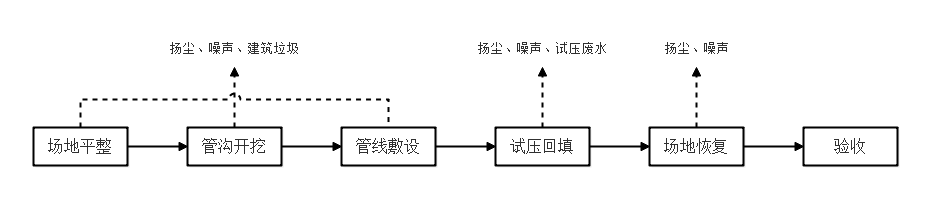 扬尘、噪声、建筑垃圾
扬尘、噪声、试压废水
扬尘、噪声
场地平整
管沟开挖
管线敷设
试压回填
场地恢复
验收